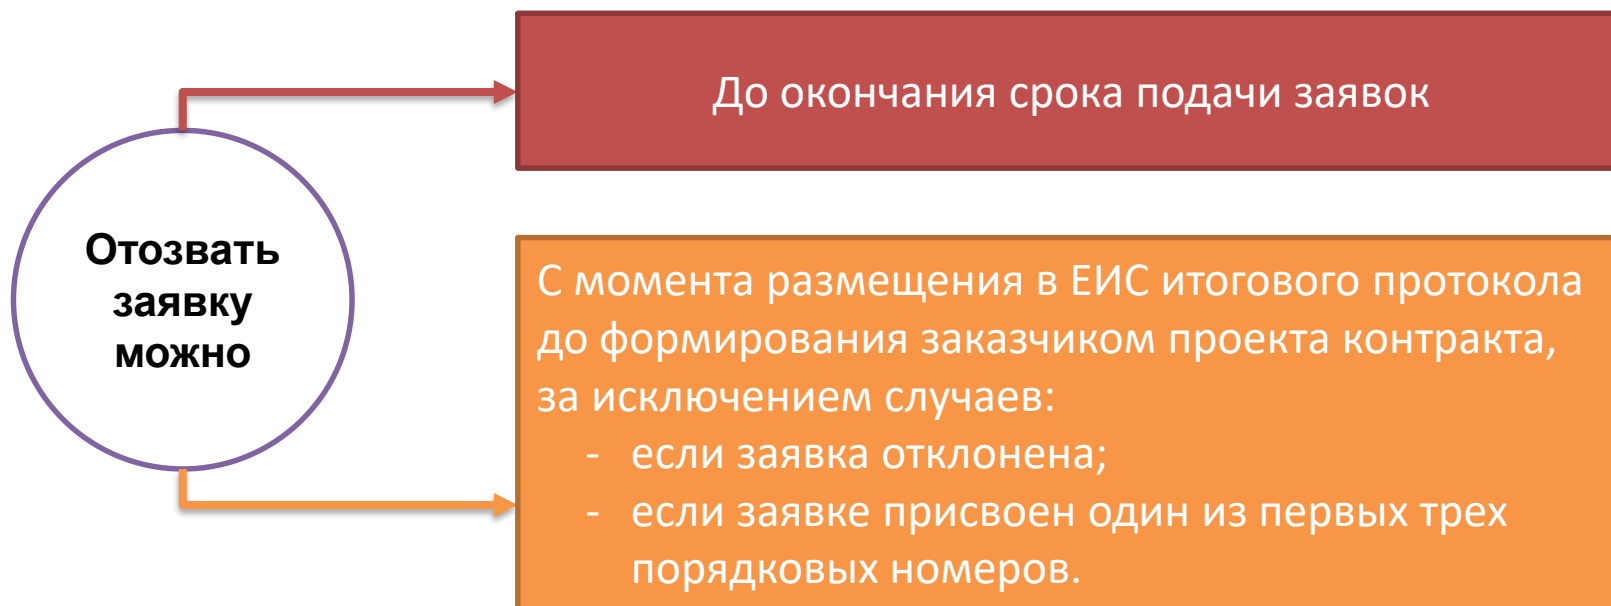 До окончания срока подачи заявок
Отозвать
заявку
можно
С момента размещения в ЕИС итогового протокола
до формирования заказчиком проекта контракта,
за исключением случаев:
- если заявка отклонена;
- если заявке присвоен один из первых трех
порядковых номеров.